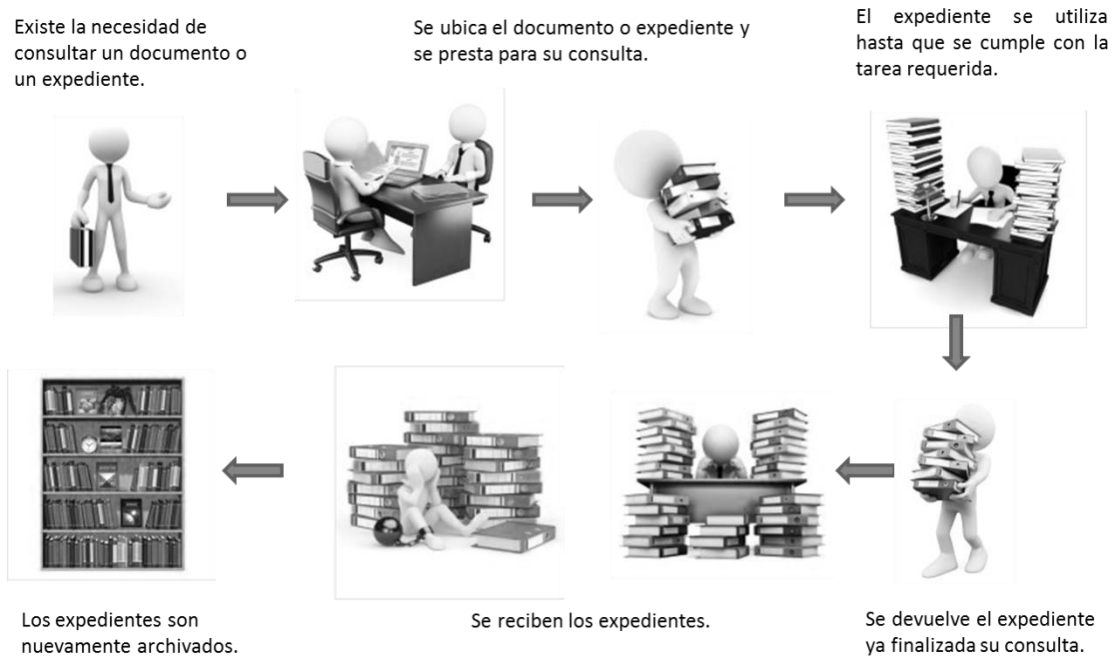 Existe la necesidad de
consultar un documento o
un expediente.
Se ubica el documento o expediente y
se presta para su consulta.
El expediente se utiliza
hasta que se cumple con la
tarea requerida.
Se devuelve el expediente
ya finalizada su consulta.
Se reciben los expedientes.
Los expedientes son
nuevamente archivados.